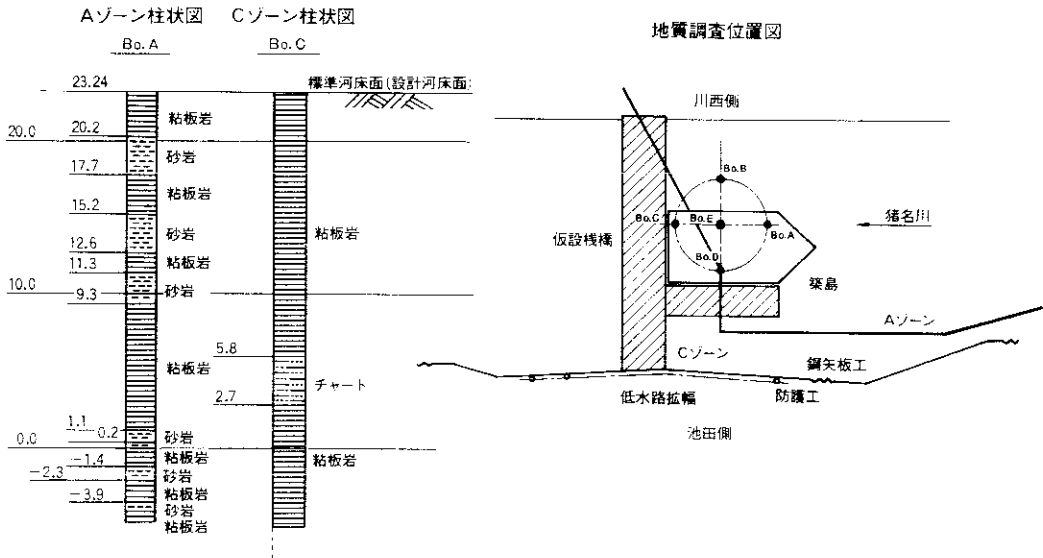 Aゾーン柱状図 Cゾーン柱状図
Bo.A Bo.C
23.24 標準河床面(設計河床面)
粘板岩
20.2
20.0
砂岩
17.7
粘板岩
15.2
砂岩
粘板岩
12.6
粘板岩
11.3
10.0 砂岩
9.3
5.8
粘板岩
チャート
2.7
1.1
0.2 砂岩
0.0
粘板岩 粘板岩
-1.4
-2.3 砂岩
粘板岩
-3.9
砂岩
粘板岩
地質調査位置図
川西側
Bo.B
Bo.C Bo.E Bo.A
猪名川
仮設桟橋
Bo.D
築島
Aゾーン
Cゾーン
鋼矢板工
低水路拡幅 防護工
池田側